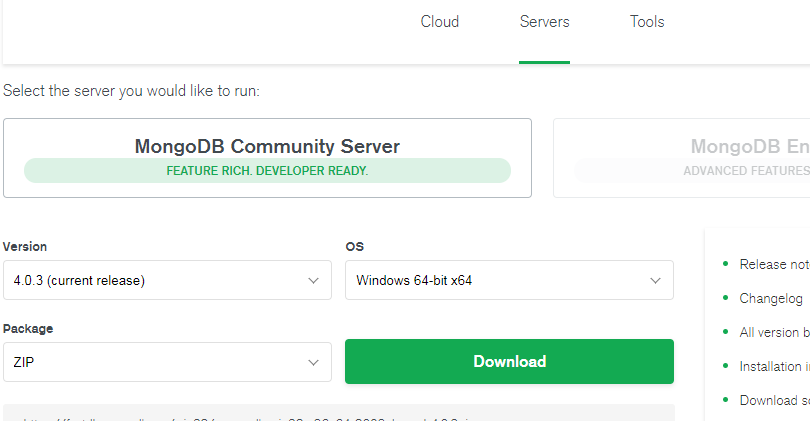 Cloud Servers Tools
Select the server you would like to run:
MongoDB Community Server
FEATURE RICH. DEVELOPER READY.
MongoDB En
ADVANCED FEATURES
Version
4.0.3 (current release)
OS
Windows 64-bit x64
Package
ZIP
Download
Release not
Changelog
All version b
Installation i
Download so